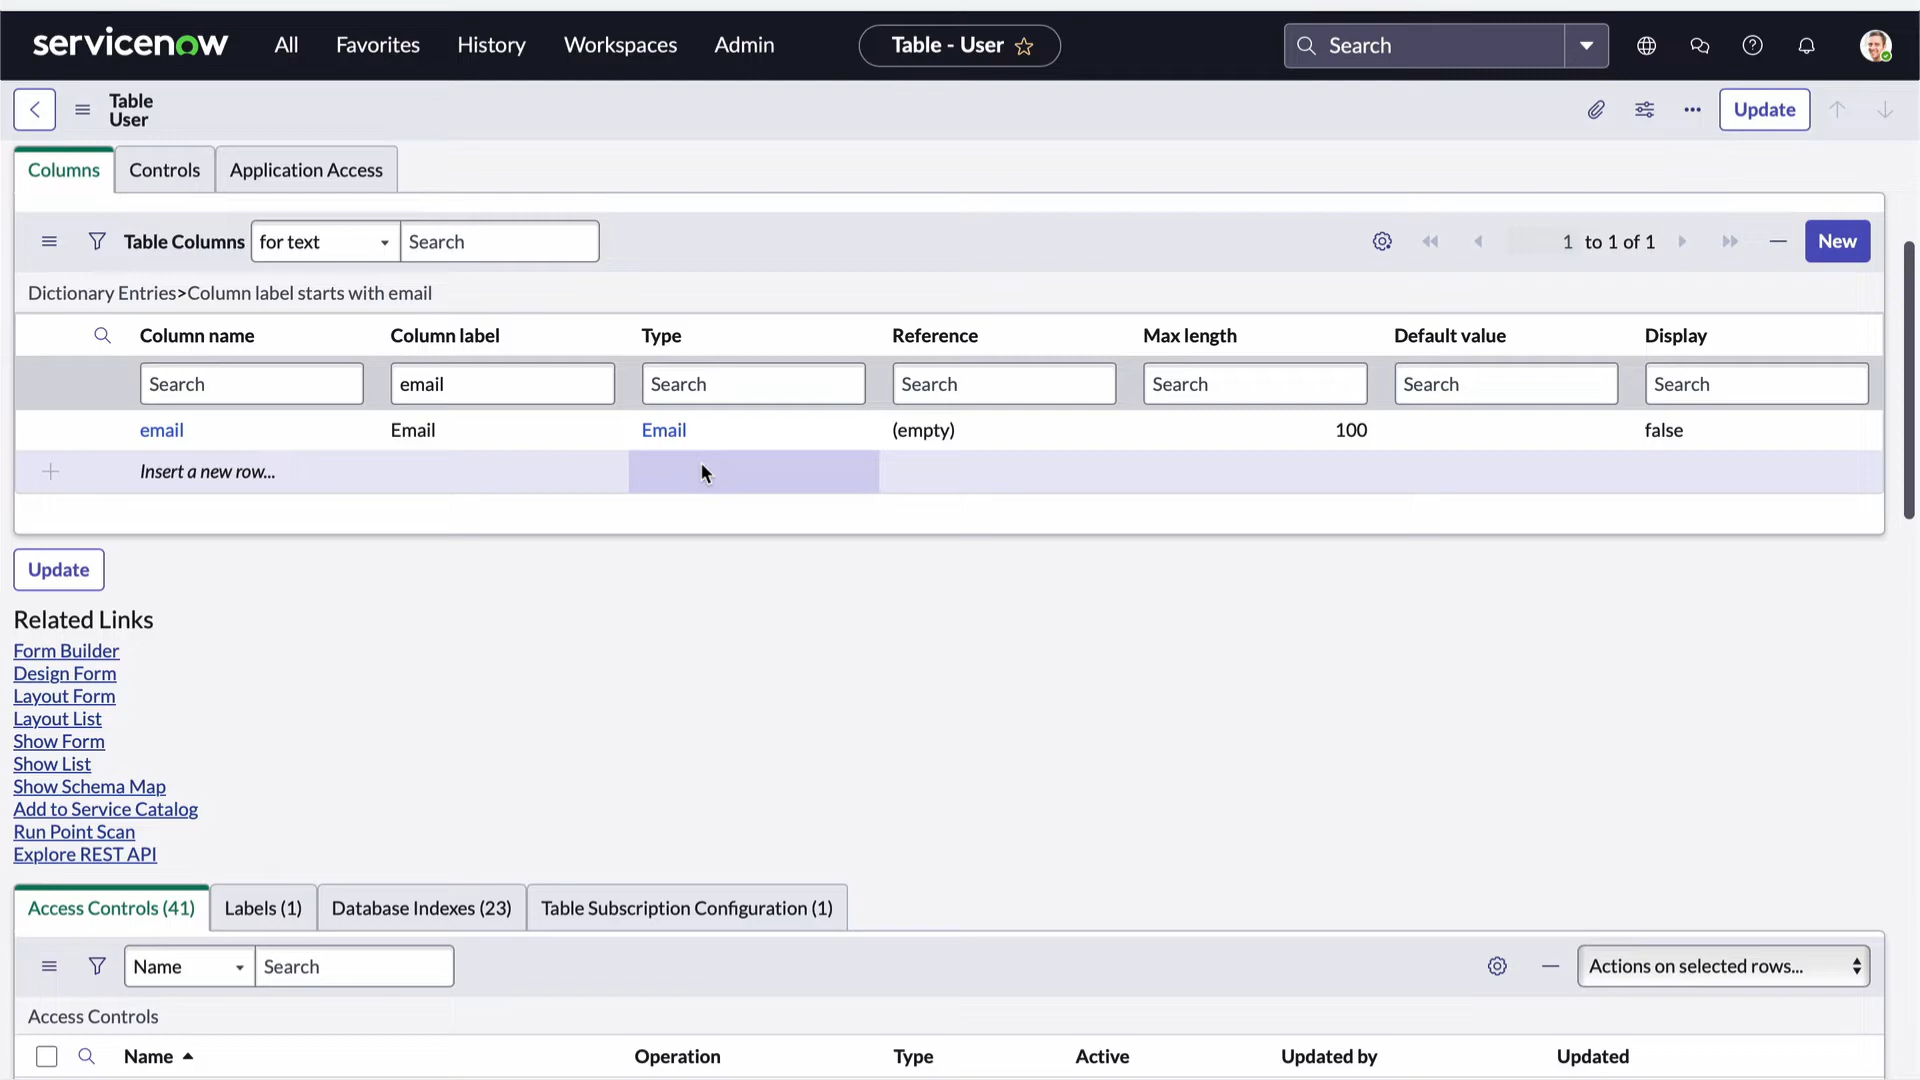 servicenow All Favorites History Workspaces Admin Table - User Search
Table
User
Update
Columns Controls Application Access
Table Columns for text Search 1 to 1 of 1 New
Dictionary Entries>Column label starts with email
Column name Column label Type Reference Max length Default value Display
Search email Search Search Search Search Search
email Email Email (empty) 100 false
Insert a new row...
Update
Related Links
Form Builder
Design Form
Layout Form
Layout List
Show Form
Show List
Show Schema Map
Add to Service Catalog
Run Point Scan
Explore REST API
Access Controls (41) Labels (1) Database Indexes (23) Table Subscription Configuration (1)
Name Search Actions on selected rows...
Access Controls
Name Operation Type Active Updated by Updated